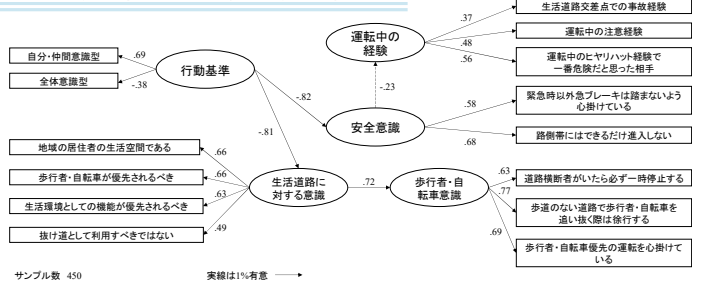 生活道路交差点での事故経験
運転中の注意経験
運転中のヒヤリハット経験で
一番危険だと思った相手
.37
.48
.56
運転中の
経験
自分・仲間意識型
全体意識型
.69
-.38
行動基準
-.82
-.81
-.23
安全意識
.58
.68
緊急時以外急ブレーキは踏まないよう
心掛けている
路側帯にはできるだけ進入しない
地域の居住者の生活空間である
歩行者・自転車が優先されるべき
生活環境としての機能が優先されるべき
抜け道として利用すべきではない
.66
.66
.63
.49
生活道路に
対する意識
.72
歩行者・自
転車意識
.63
.77
.69
道路横断者がいたら必ず一時停止する
歩道のない道路で歩行者・自転車を
追い抜く際は徐行する
歩行者・自転車優先の運転を心掛けて
いる
サンプル数 450
実線は1%有意